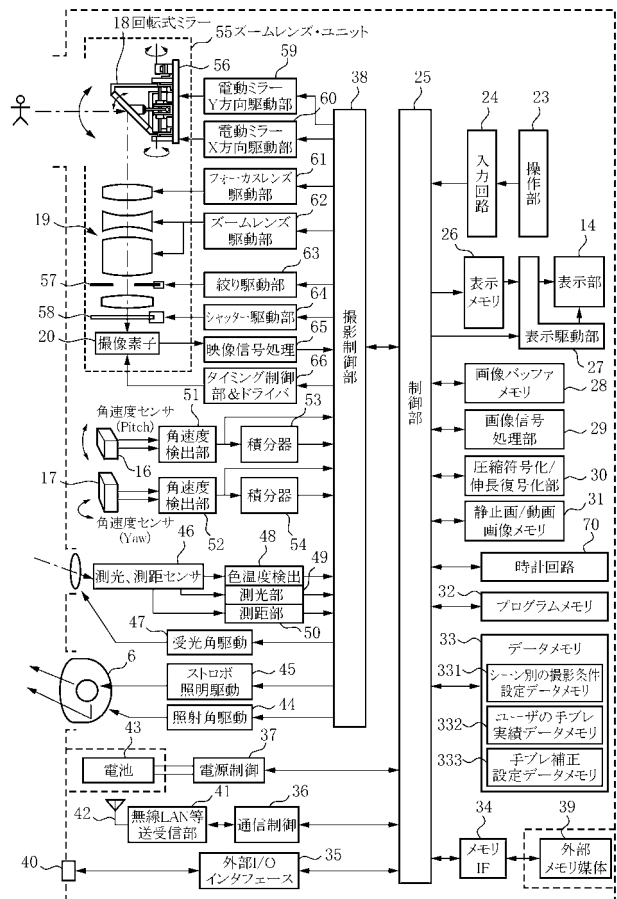 18回転式ミラー
55ズームレンズ・ユニット
56
59
電動ミラー
Y方向駆動部
60
電動ミラー
X方向駆動部
61
フォーカスレンズ
駆動部
62
ズームレンズ
駆動部
19
63
57
絞り駆動部
64
58
シャッター駆動部
65
20
撮像素子
映像信号処理
66
タイミング制御
部&ドライバ
38
撮影制御部
25
制御部
24
入力回路
23
操作部
26
表示メモリ
14
表示部
表示駆動部
27
画像バッファ
メモリ
28
画像信号
処理部
29
圧縮符号化/
伸長復号化部
30
静止画/動画
画像メモリ
31
70
時計回路
32
プログラムメモリ
33
データメモリ
331
シーン別の撮影条件
設定データメモリ
332
ユーザの手ブレ
実績データメモリ
333
手ブレ補正
設定データメモリ
角速度センサ
(Pitch)
16
51
角速度
検出部
53
積分器
17
角速度センサ
(Yaw)
角速度
検出部
52
積分器
54
46
測光、測距センサ
48
色温度検出
49
測光部
測距部
50
47
受光角駆動
6
45
ストロボ
照明駆動
44
照射角駆動
43
電池
37
電源制御
42
41
無線LAN等
送受信部
36
通信制御
40
35
外部I/O
インタフェース
34
メモリ
IF
39
外部
メモリ媒体